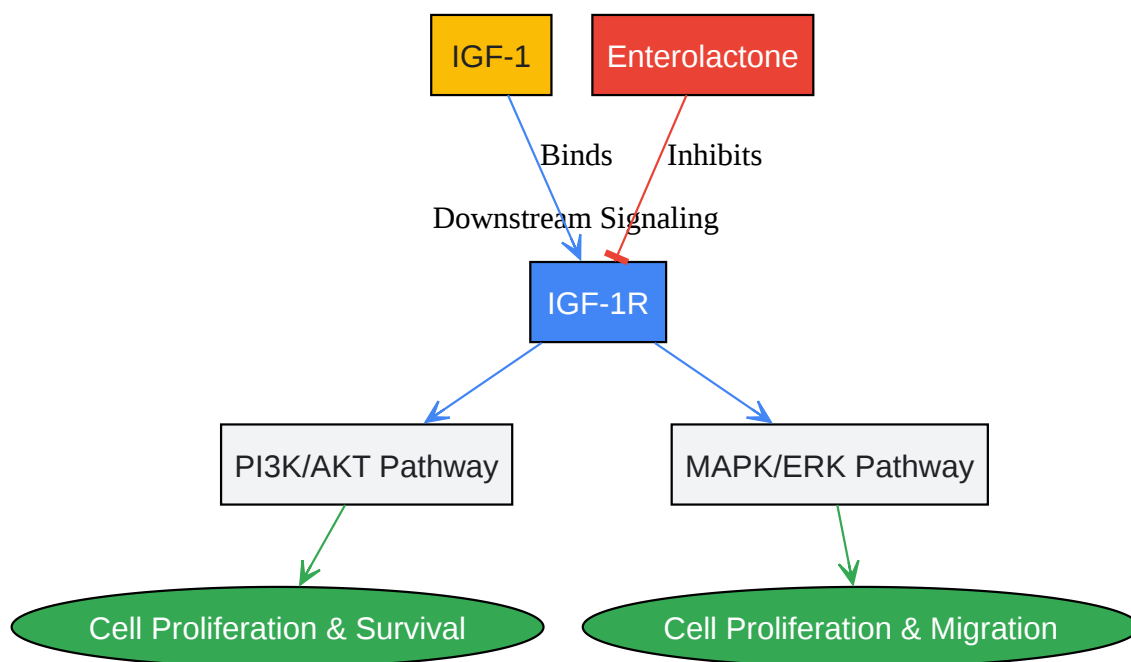 IGF-1
Enterolactone
Binds
Inhibits
Downstream Signaling
IGF-1R
PI3K/AKT Pathway
MAPK/ERK Pathway
Cell Proliferation & Survival
Cell Proliferation & Migration